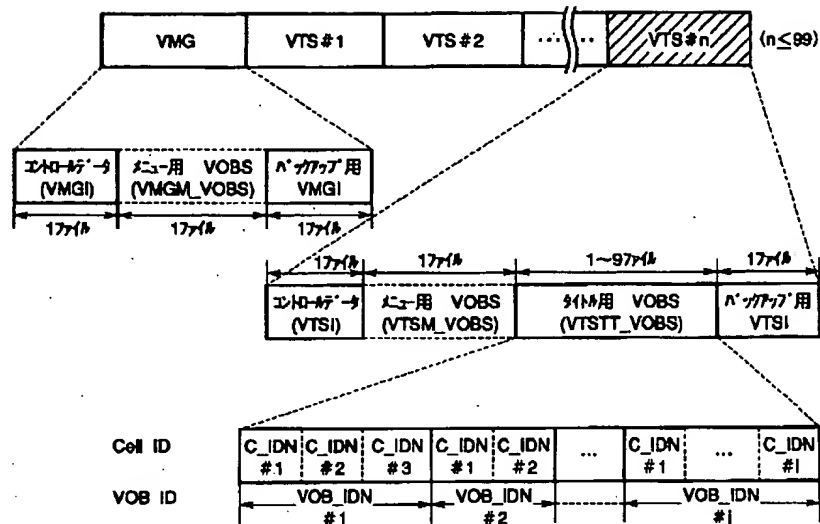 VMG VTS#1 VTS#2 ... .. VTS#n (n≤99)
コントロールデータ (VMGI)
メニュー用 VOBS (VMGM_VOBS)
バックアップ用 VMGI
1ファイル 1ファイル 1ファイル
1ファイル 1ファイル 1〜97ファイル 1ファイル
コントロールデータ (VTSI)
メニュー用 VOBS (VTSM_VOBS)
タイトル用 VOBS (VTSTT_VOBS)
バックアップ用 VTSI
Cell ID
C_IDN #1
C_IDN #2
C_IDN #3
C_IDN #1
C_IDN #2
...
C_IDN #1
...
C_IDN #i
VOB ID
VOB_IDN #1
VOB_IDN #2
VOB_IDN #i